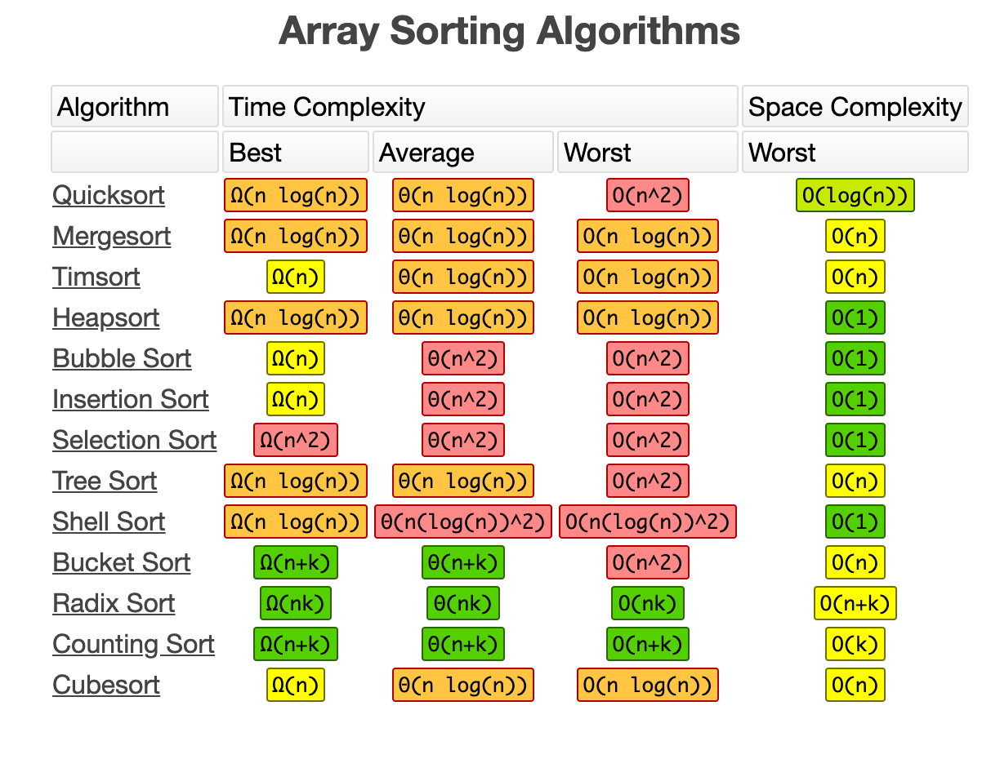 Array Sorting Algorithms
Algorithm Time Complexity Space Complexity
Best Average Worst Worst
Quicksort Ω(n log(n)) Θ(n log(n)) O(n^2) O(log(n))
Mergesort Ω(n log(n)) Θ(n log(n)) O(n log(n)) O(n)
Timsort Ω(n) Θ(n log(n)) O(n log(n)) O(n)
Heapsort Ω(n log(n)) Θ(n log(n)) O(n log(n)) O(1)
Bubble Sort Ω(n) Θ(n^2) O(n^2) O(1)
Insertion Sort Ω(n) Θ(n^2) O(n^2) O(1)
Selection Sort Ω(n^2) Θ(n^2) O(n^2) O(1)
Tree Sort Ω(n log(n)) Θ(n log(n)) O(n^2) O(n)
Shell Sort Ω(n log(n)) Θ(n(log(n))^2) O(n(log(n))^2) O(1)
Bucket Sort Ω(n+k) Θ(n+k) O(n^2) O(n)
Radix Sort Ω(nk) Θ(nk) O(nk) O(n+k)
Counting Sort Ω(n+k) Θ(n+k) O(n+k) O(k)
Cubesort Ω(n) Θ(n log(n)) O(n log(n)) O(n)